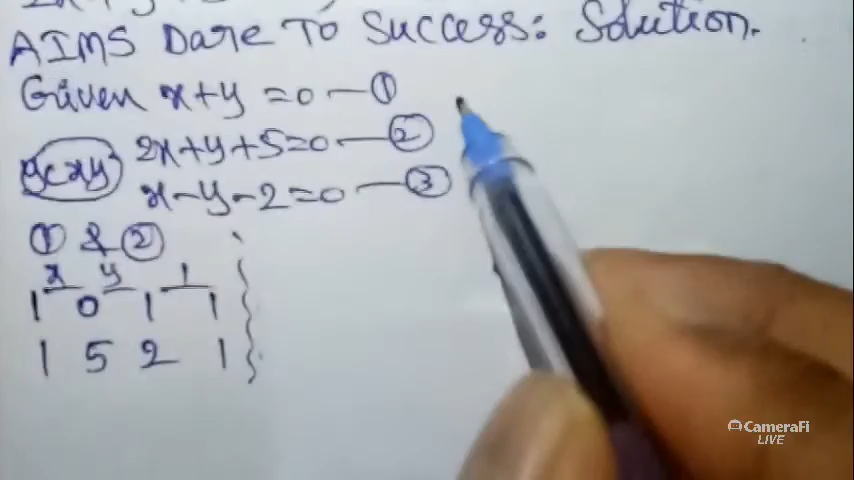 AIMS Dare To Success: Solution.
Given x+y =0 — ①
2x+y+5=0 — ②
x-y-2=0 — ③
① & ②
x y 1
1 0 1 1
1 5 2 1
CameraFi
LIVE